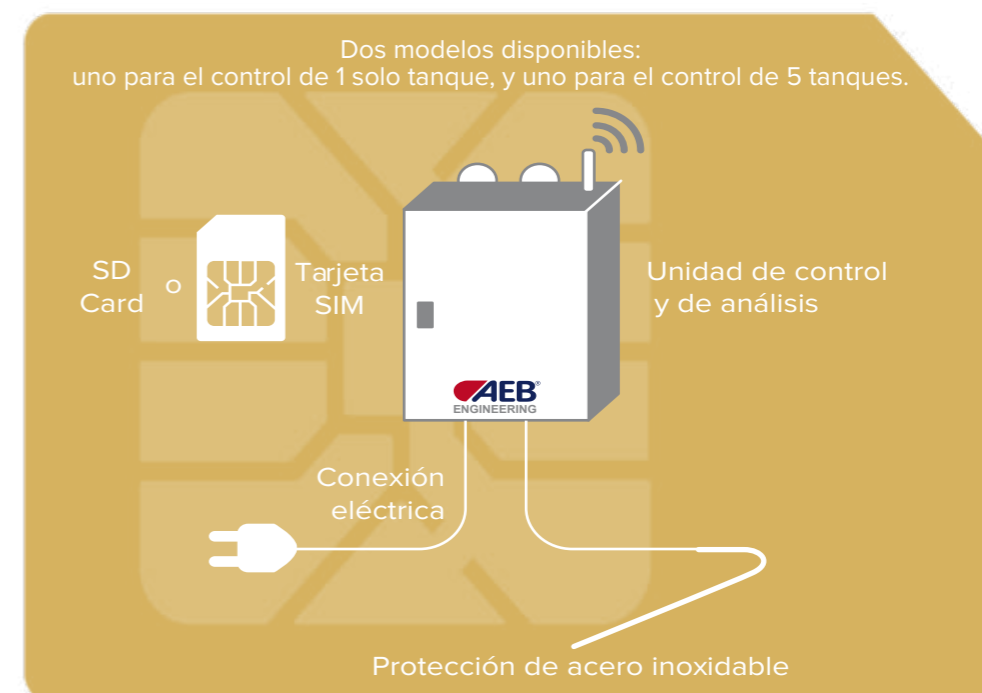 Dos modelos disponibles:
uno para el control de 1 solo tanque, y uno para el control de 5 tanques.
SD
Card
o
Tarjeta
SIM
Unidad de control
y de análisis
AEB®
ENGINEERING
Conexión
eléctrica
Protección de acero inoxidable